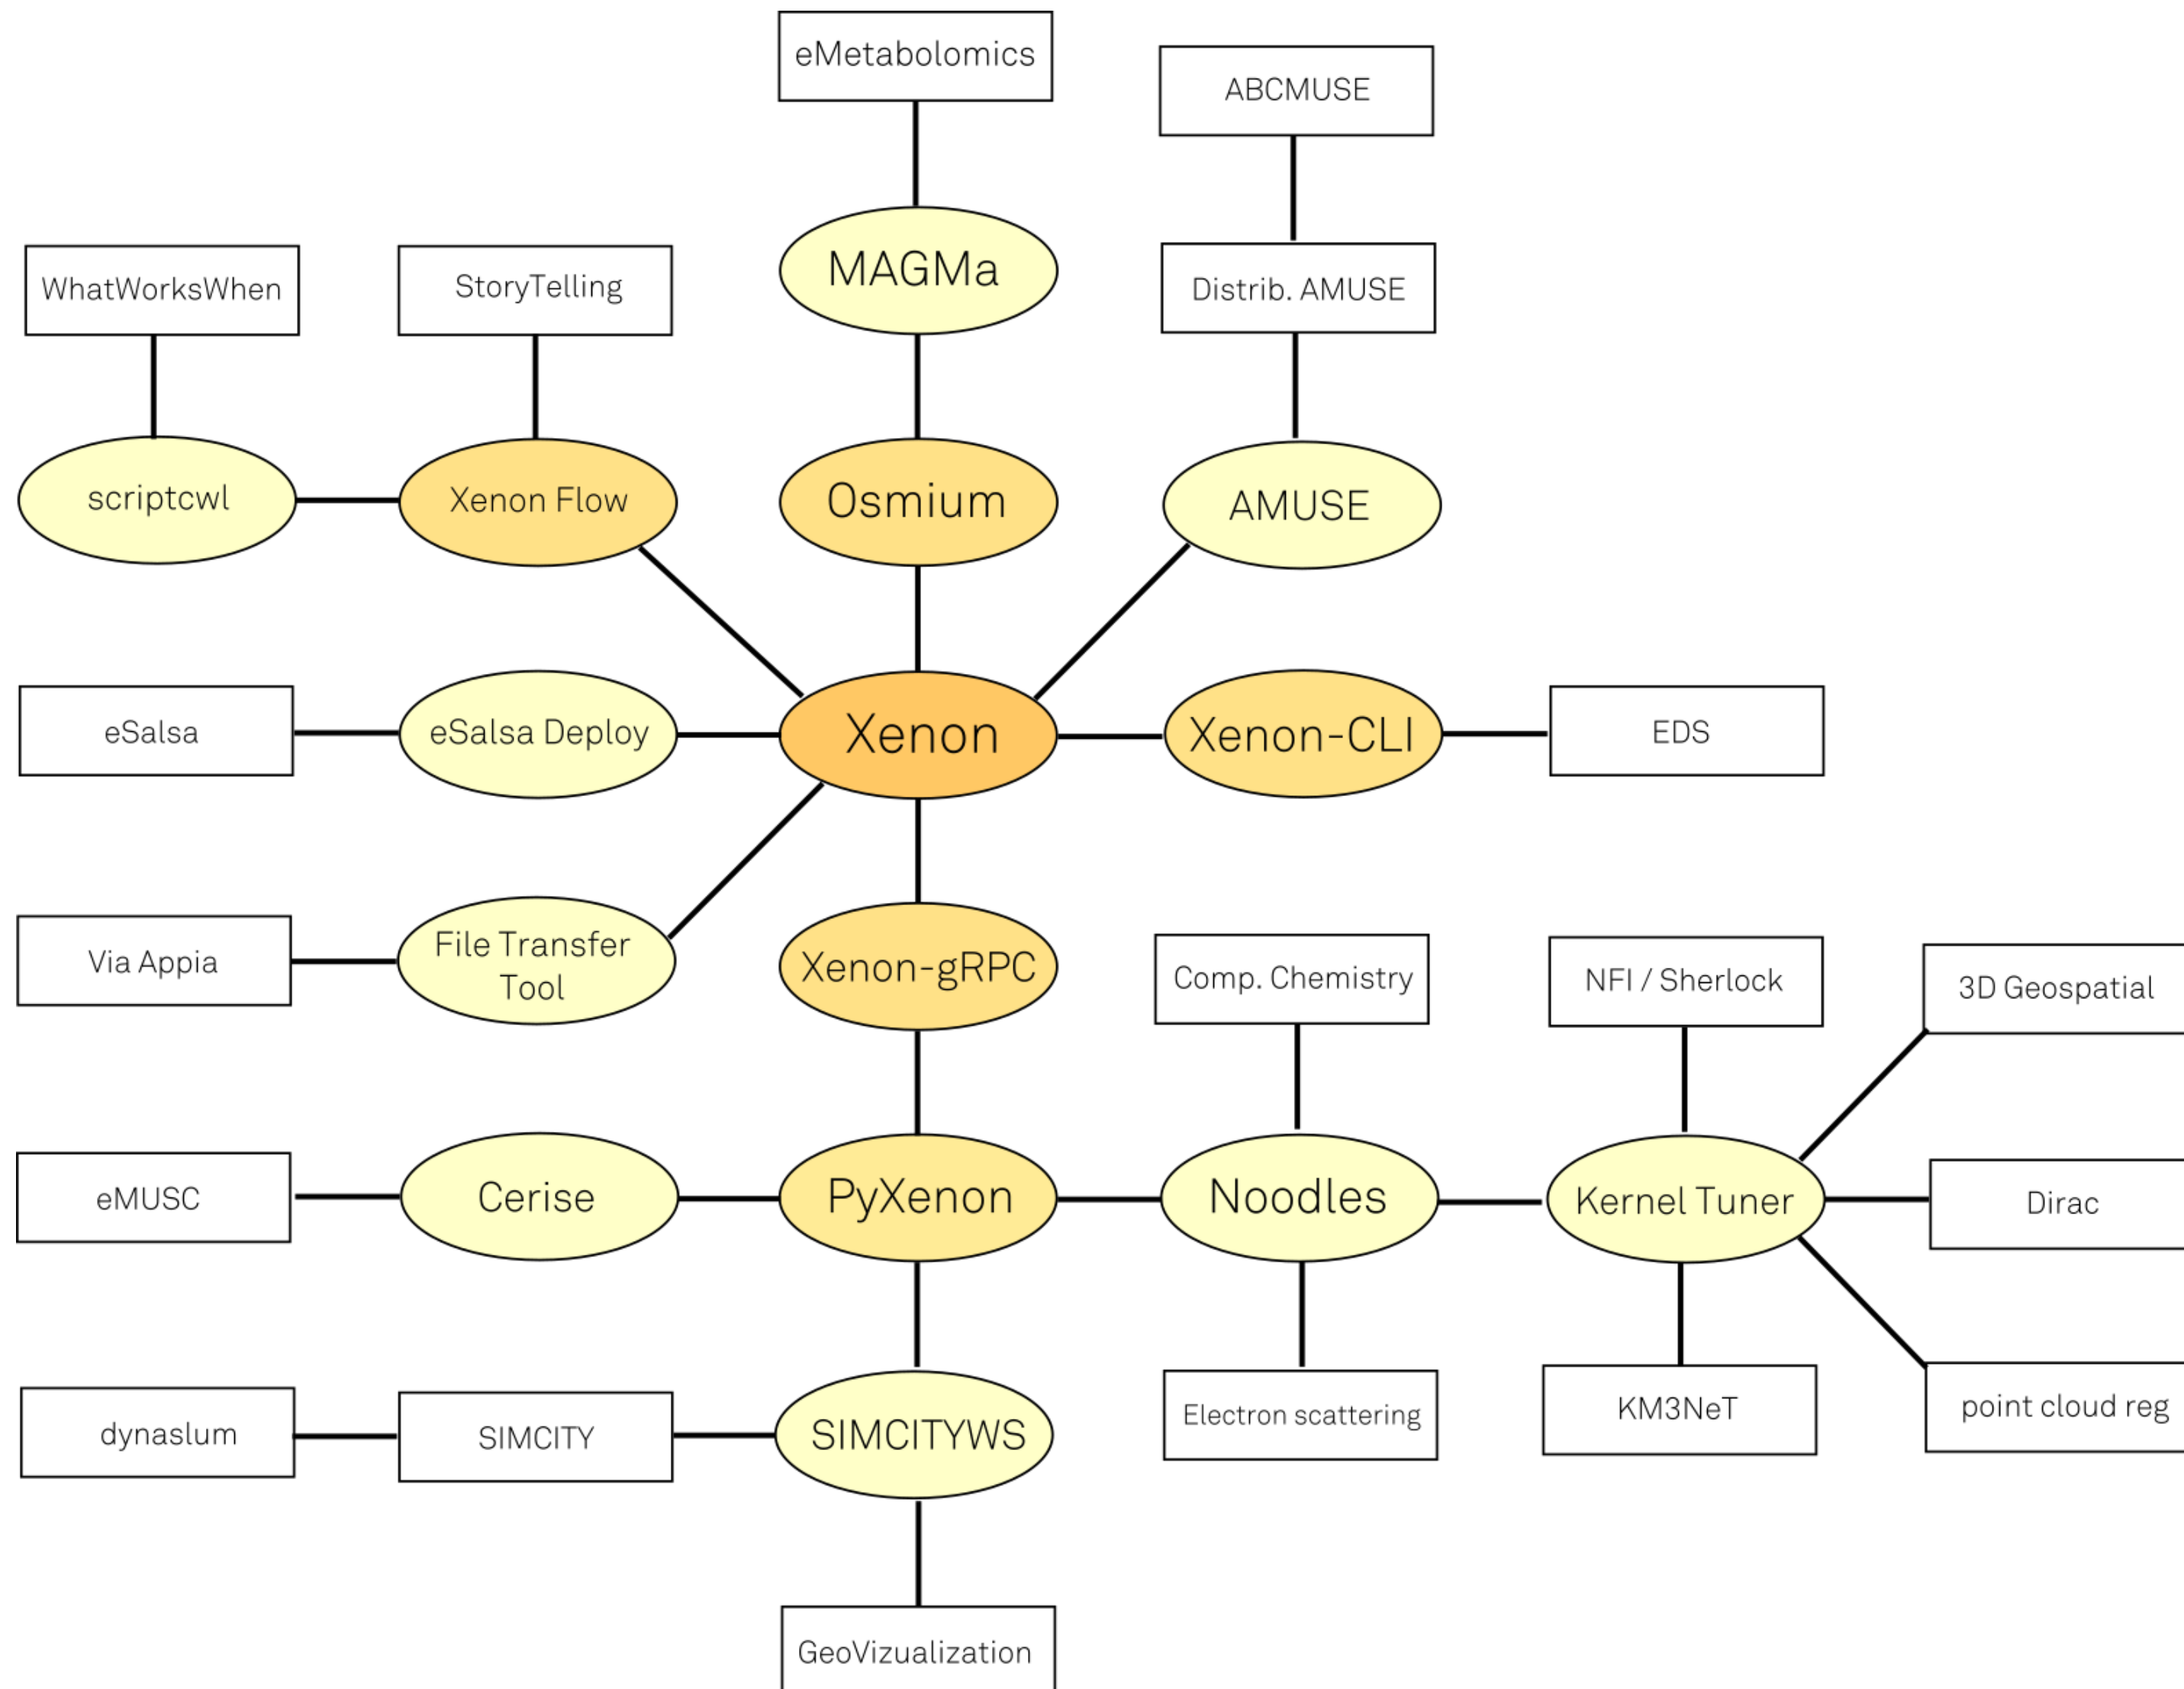 eMetabolomics
ABCMUSE
MAGMa
WhatWorksWhen
StoryTelling
Distrib. AMUSE
scriptcwl
Xenon Flow
Osmium
AMUSE
eSalsa
eSalsa Deploy
Xenon
Xenon-CLI
EDS
Via Appia
File Transfer
Tool
Xenon-gRPC
Comp. Chemistry
NFI / Sherlock
3D Geospatial
eMUSC
Cerise
PyXenon
Noodles
Kernel Tuner
Dirac
dynaslum
SIMCITY
SIMCITYWS
Electron scattering
KM3NeT
point cloud reg
GeoVizualization